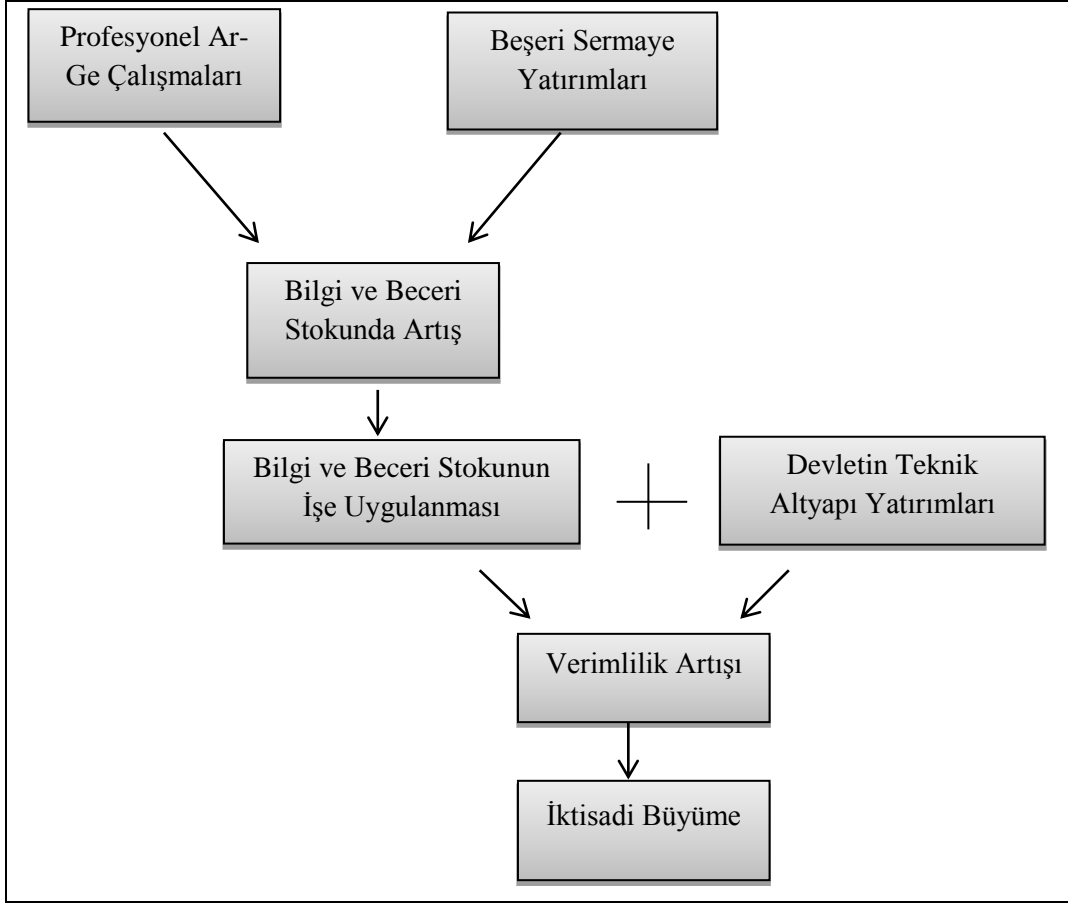 Profesyonel Ar-
Ge Çalışmaları
Beşeri Sermaye
Yatırımları
Bilgi ve Beceri
Stokunda Artış
Bilgi ve Beceri Stokunun
İşe Uygulanması
Devletin Teknik
Altyapı Yatırımları
Verimlilik Artışı
İktisadi Büyüme